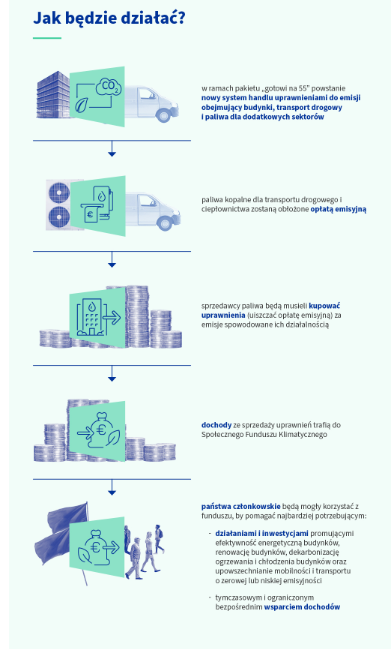 Jak będzie działać?
CO₂
w ramach pakietu „gotowi na 55" powstanie
nowy system handlu uprawnieniami do emisji
obejmujący budynki, transport drogowy
i paliwa dla dodatkowych sektorów
€
paliwa kopalne dla transportu drogowego i
ciepłownictwa zostaną obłożone opłatą emisyjną
sprzedawcy paliwa będą musieli kupować
uprawnienia (uiszczać opłatę emisyjną) za
emisje spowodowane ich działalnością
€
dochody ze sprzedaży uprawnień trafią do
Społecznego Funduszu Klimatycznego
€
państwa członkowskie będą mogły korzystać z
funduszu, by pomagać najbardziej potrzebującym:
- działaniami i inwestycjami promującymi
efektywność energetyczną budynków,
renowację budynków, dekarbonizację
ogrzewania i chłodzenia budynków oraz
upowszechnianie mobilności i transportu
o zerowej lub niskiej emisyjności
- tymczasowym i ograniczonym
bezpośrednim wsparciem dochodów